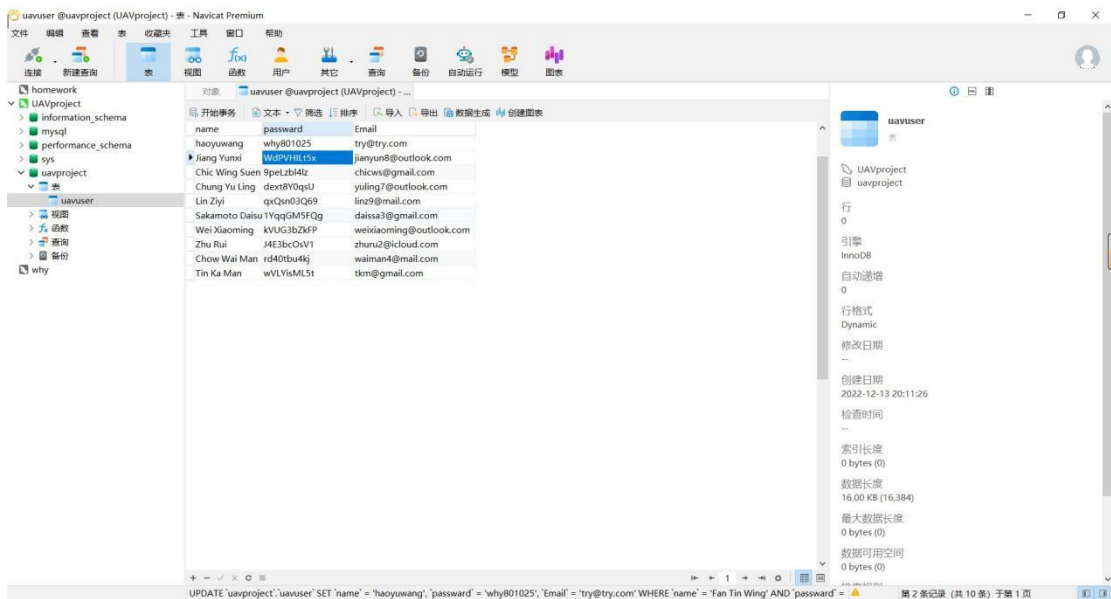 uavuser @uavproject (UAVproject) - 表 - Navicat Premium
文件 编辑 查看 表 收藏夹 工具 窗口 帮助
连接 新建查询 表 视图 函数 用户 其它 查询 备份 自动运行 模型 图表
homework
UAVproject
information_schema
mysql
performance_schema
sys
uavproject
表
uavuser
视图
函数
查询
备份
why
对象 uavuser @uavproject (UAVproject) - ...
开始事务 文本 筛选 排序 导入 导出 数据生成 创建图表
name passward Email
haoyuwang why801025 try@try.com
Jiang Yunxi WdPVHILt5x jianyun8@outlook.com
Chic Wing Suen 9peLzbl4lz chicws@gmail.com
Chung Yu Ling dext8Y0qsU yuling7@outlook.com
Lin Ziyi qxQsn03Q69 linz9@mail.com
Sakamoto Daisu 1YqqGM5FQg daissa3@gmail.com
Wei Xiaoming kVUG3bZkFP weixiaoming@outlook.com
Zhu Rui J4E3bcOsV1 zhuru2@icloud.com
Chow Wai Man rd40tbu4kj waiman4@mail.com
Tin Ka Man wVLYisML5t tkm@gmail.com
uavuser
表
UAVproject
uavproject
行
0
引擎
InnoDB
自动递增
0
行格式
Dynamic
修改日期
--
创建日期
2022-12-13 20:11:26
检查时间
--
索引长度
0 bytes (0)
数据长度
16.00 KB (16,384)
最大数据长度
0 bytes (0)
数据可用空间
0 bytes (0)
1
UPDATE `uavproject`.`uavuser` SET `name` = 'haoyuwang', `passward` = 'why801025', `Email` = 'try@try.com' WHERE `name` = 'Fan Tin Wing' AND `passward` =
第 2 条记录 (共 10 条) 于第 1 页